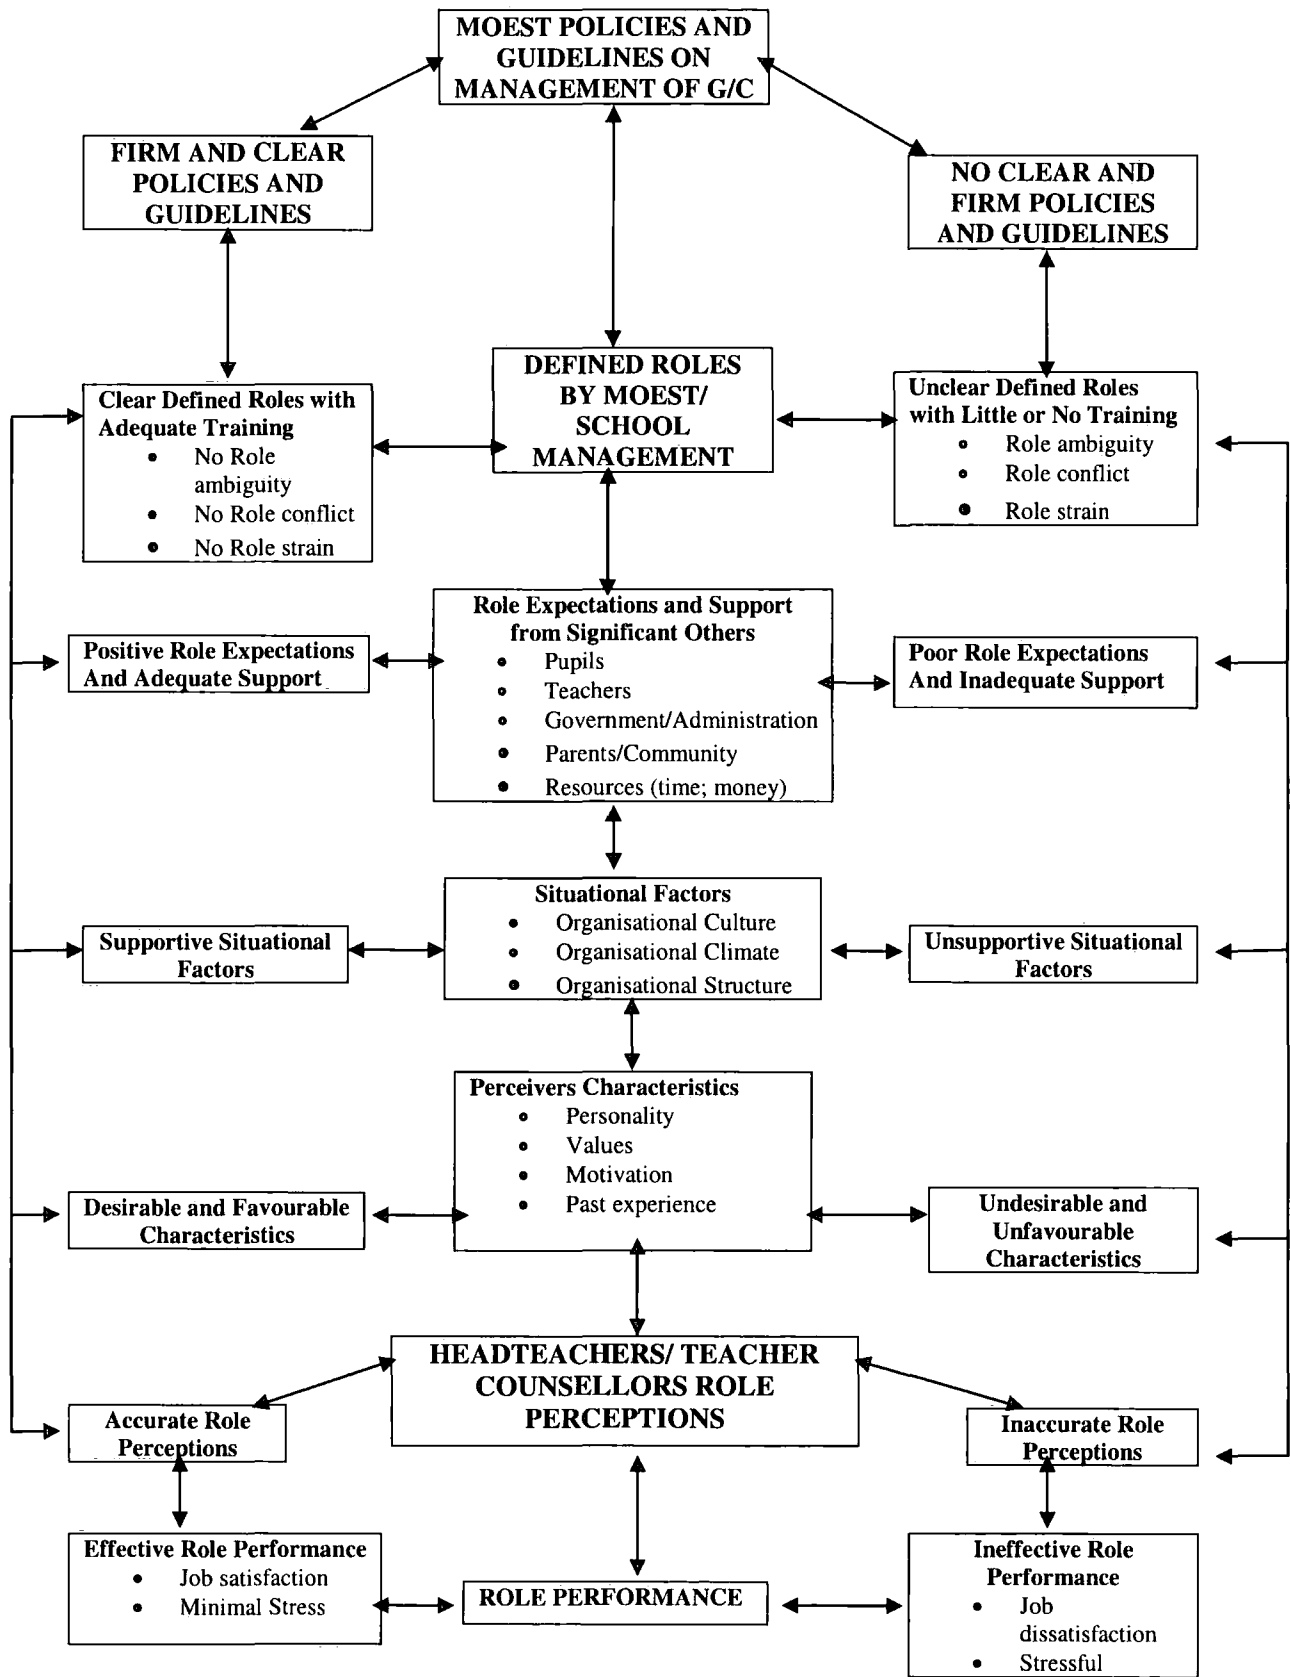 MOEST POLICIES AND
GUIDELINES ON
MANAGEMENT OF G/C
FIRM AND CLEAR
POLICIES AND
GUIDELINES
NO CLEAR AND
FIRM POLICIES
AND GUIDELINES
Clear Defined Roles with
Adequate Training
• No Role
ambiguity
• No Role conflict
• No Role strain
DEFINED ROLES
BY MOEST/
SCHOOL
MANAGEMENT
Unclear Defined Roles
with Little or No Training
• Role ambiguity
• Role conflict
• Role strain
Positive Role Expectations
And Adequate Support
Role Expectations and Support
from Significant Others
• Pupils
• Teachers
• Government/Administration
• Parents/Community
• Resources (time; money)
Poor Role Expectations
And Inadequate Support
Supportive Situational
Factors
Situational Factors
• Organisational Culture
• Organisational Climate
• Organisational Structure
Unsupportive Situational
Factors
Desirable and Favourable
Characteristics
Perceivers Characteristics
• Personality
• Values
• Motivation
• Past experience
Undesirable and
Unfavourable
Characteristics
Accurate Role
Perceptions
HEADTEACHERS/ TEACHER
COUNSELLORS ROLE
PERCEPTIONS
Inaccurate Role
Perceptions
Effective Role Performance
• Job satisfaction
• Minimal Stress
ROLE PERFORMANCE
Ineffective Role
Performance
• Job
dissatisfaction
• Stressful